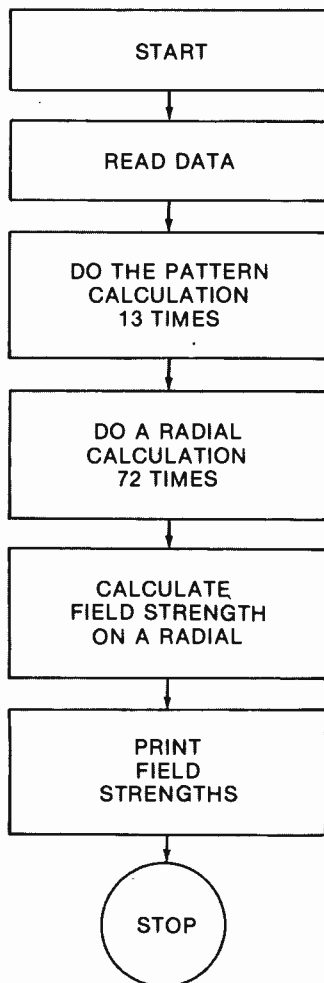 START
READ DATA
DO THE PATTERN
CALCULATION
13 TIMES
DO A RADIAL
CALCULATION
72 TIMES
CALCULATE
FIELD STRENGTH
ON A RADIAL
PRINT
FIELD
STRENGTHS
STOP